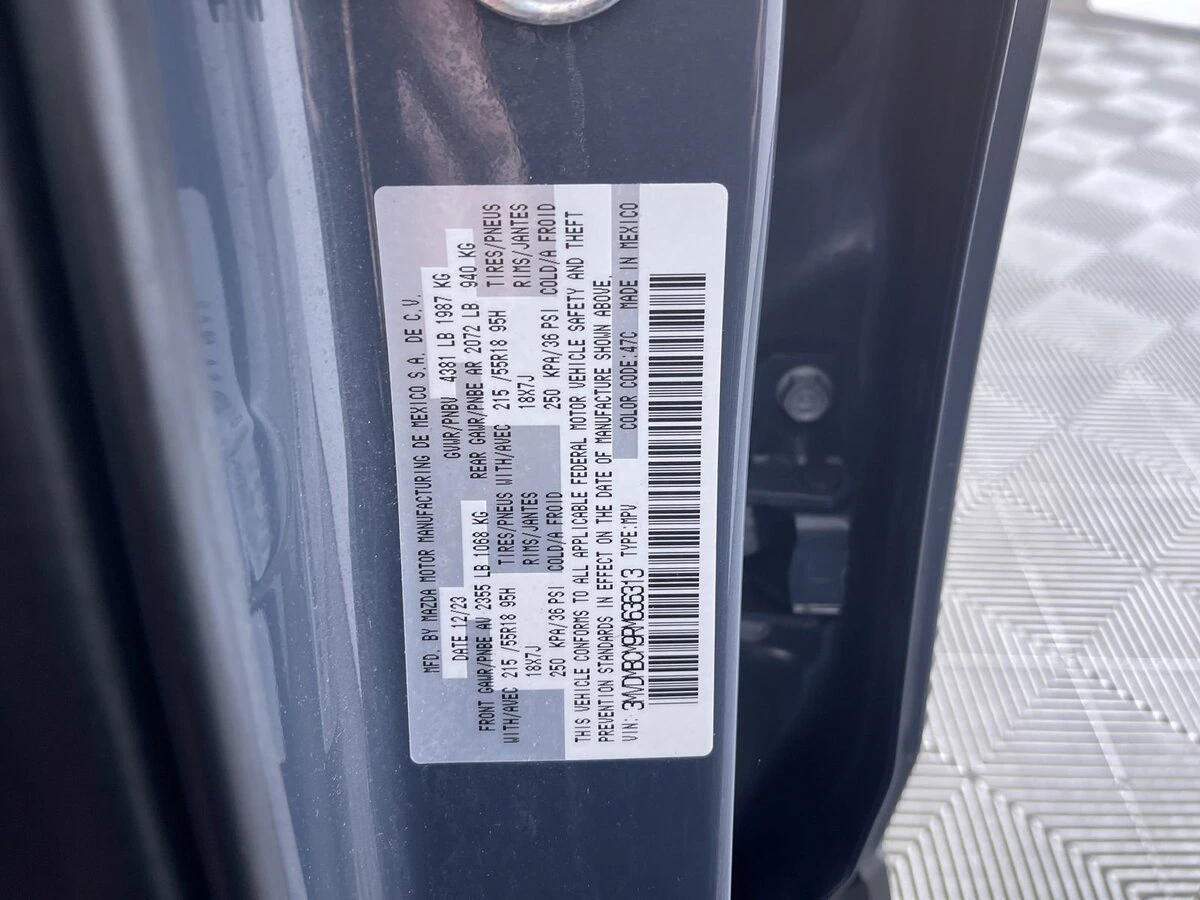 MFD. BY MAZDA MOTOR MANUFACTURING DE MEXICO S.A. DE C.V.
DATE 12/23 GVWR/PNBV 4381 LB 1987 KG
FRONT GAWR/PNBE AV 2355 LB 1068 KG REAR GAWR/PNBE AR 2072 LB 940 KG
WITH/AVEC 215 /55R18 95H TIRES/PNEUS WITH/AVEC 215 /55R18 95H TIRES/PNEUS
18X7J RIMS/JANTES 18X7J RIMS/JANTES
250 KPA/36 PSI COLD/A FROID 250 KPA/36 PSI COLD/A FROID
THIS VEHICLE CONFORMS TO ALL APPLICABLE FEDERAL MOTOR VEHICLE SAFETY AND THEFT
PREVENTION STANDARDS IN EFFECT ON THE DATE OF MANUFACTURE SHOWN ABOVE.
VIN: 3MVDMBCM9RM636313 TYPE:MPV COLOR CODE:47C MADE IN MEXICO